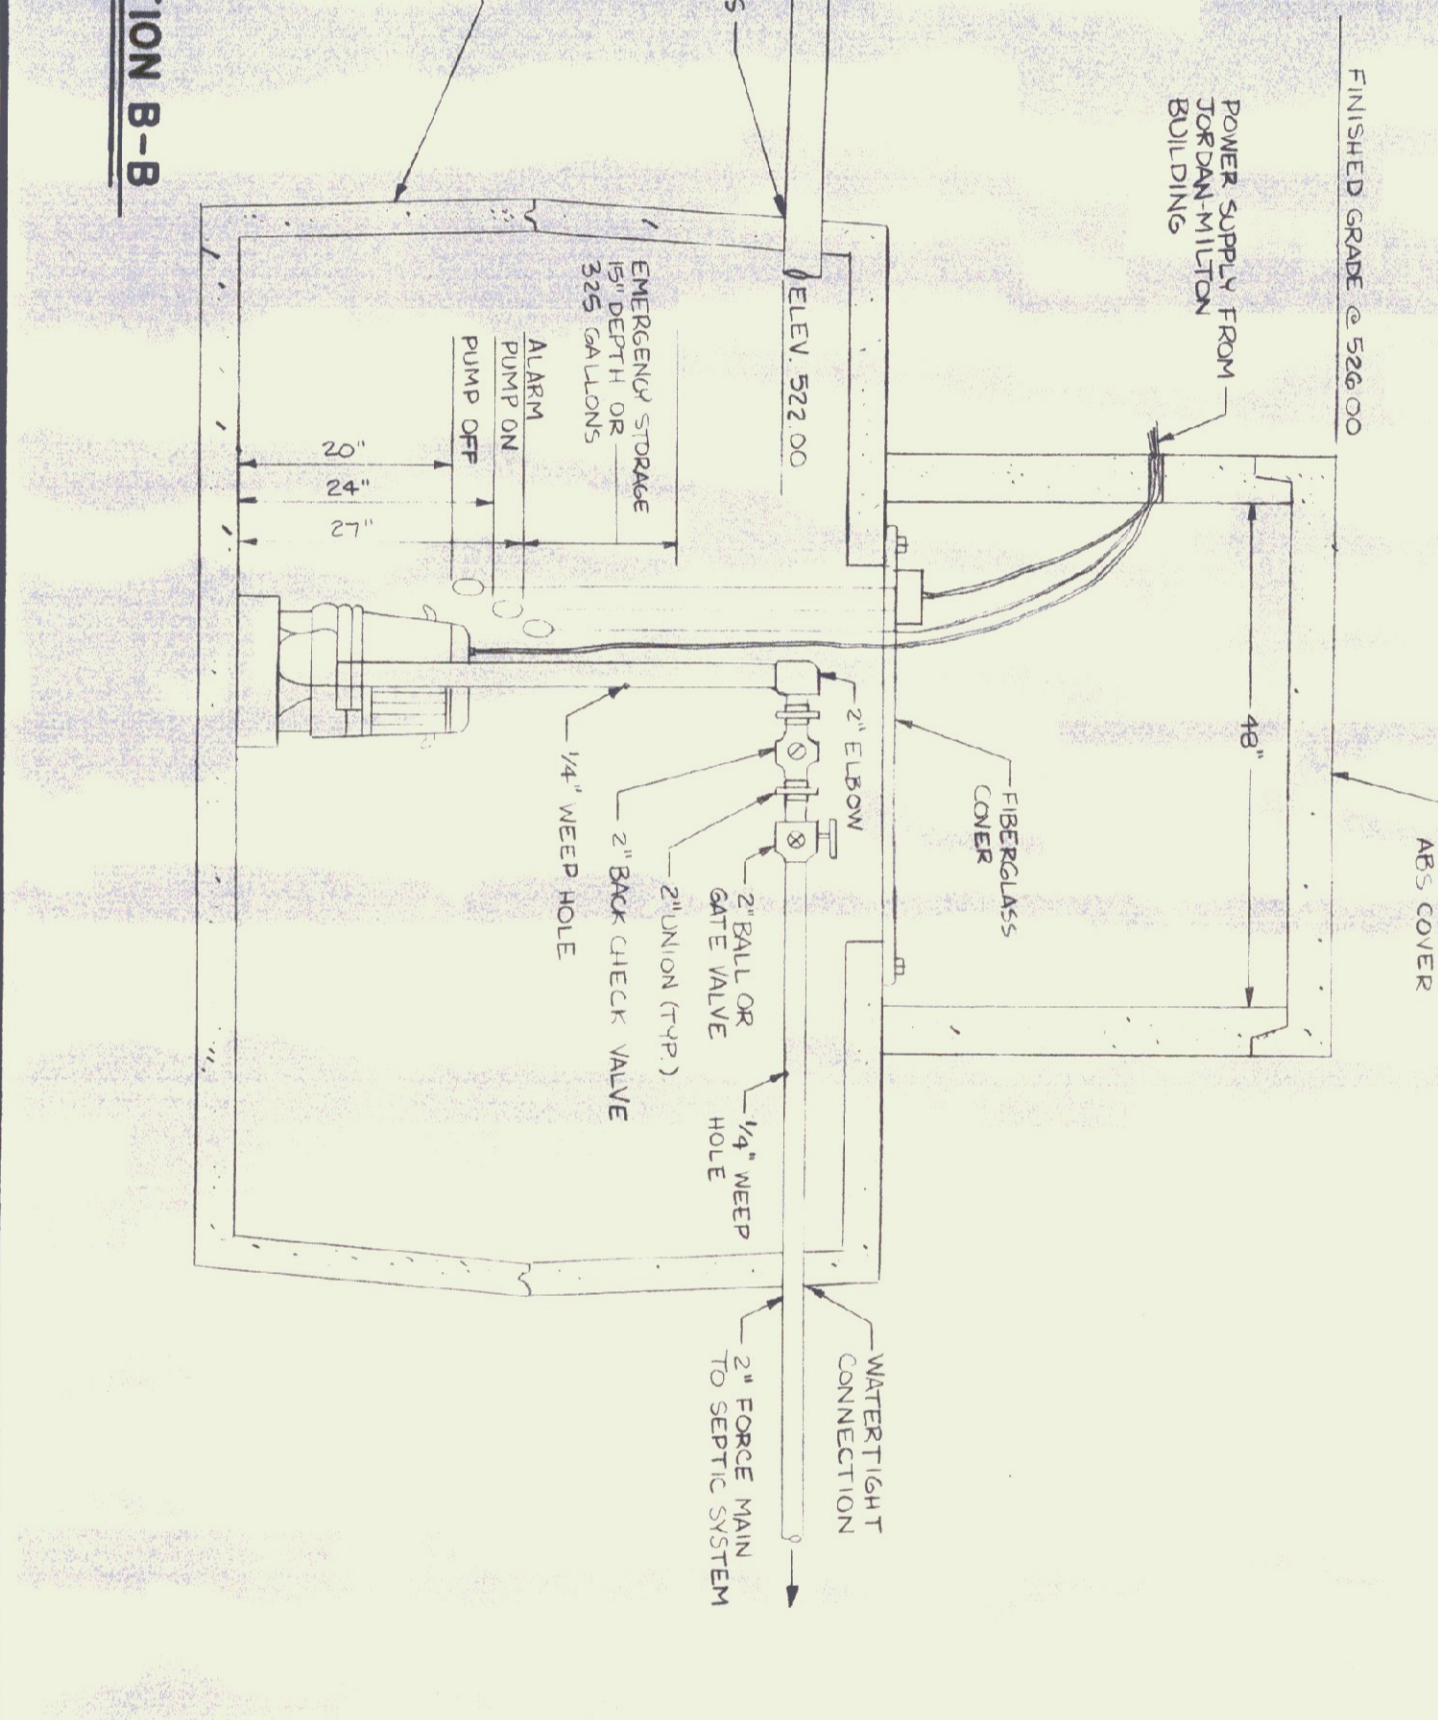 FINISHED GRADE @ 526.00
ABS COVER
POWER SUPPLY FROM
JORDAN-MILTON
BUILDING
48"
FIBERGLASS
COVER
ELEV. 522.00
2" ELBOW
WATERTIGHT
CONNECTION
EMERGENCY STORAGE
15" DEPTH OR
325 GALLONS
ALARM
PUMP ON
PUMP OFF
20"
24"
27"
2" BALL OR
GATE VALVE
1/4" WEEP
HOLE
2" UNION (TYP.)
2" BACK CHECK VALVE
1/4" WEEP HOLE
2" FORCE MAIN
TO SEPTIC SYSTEM
TION B-B